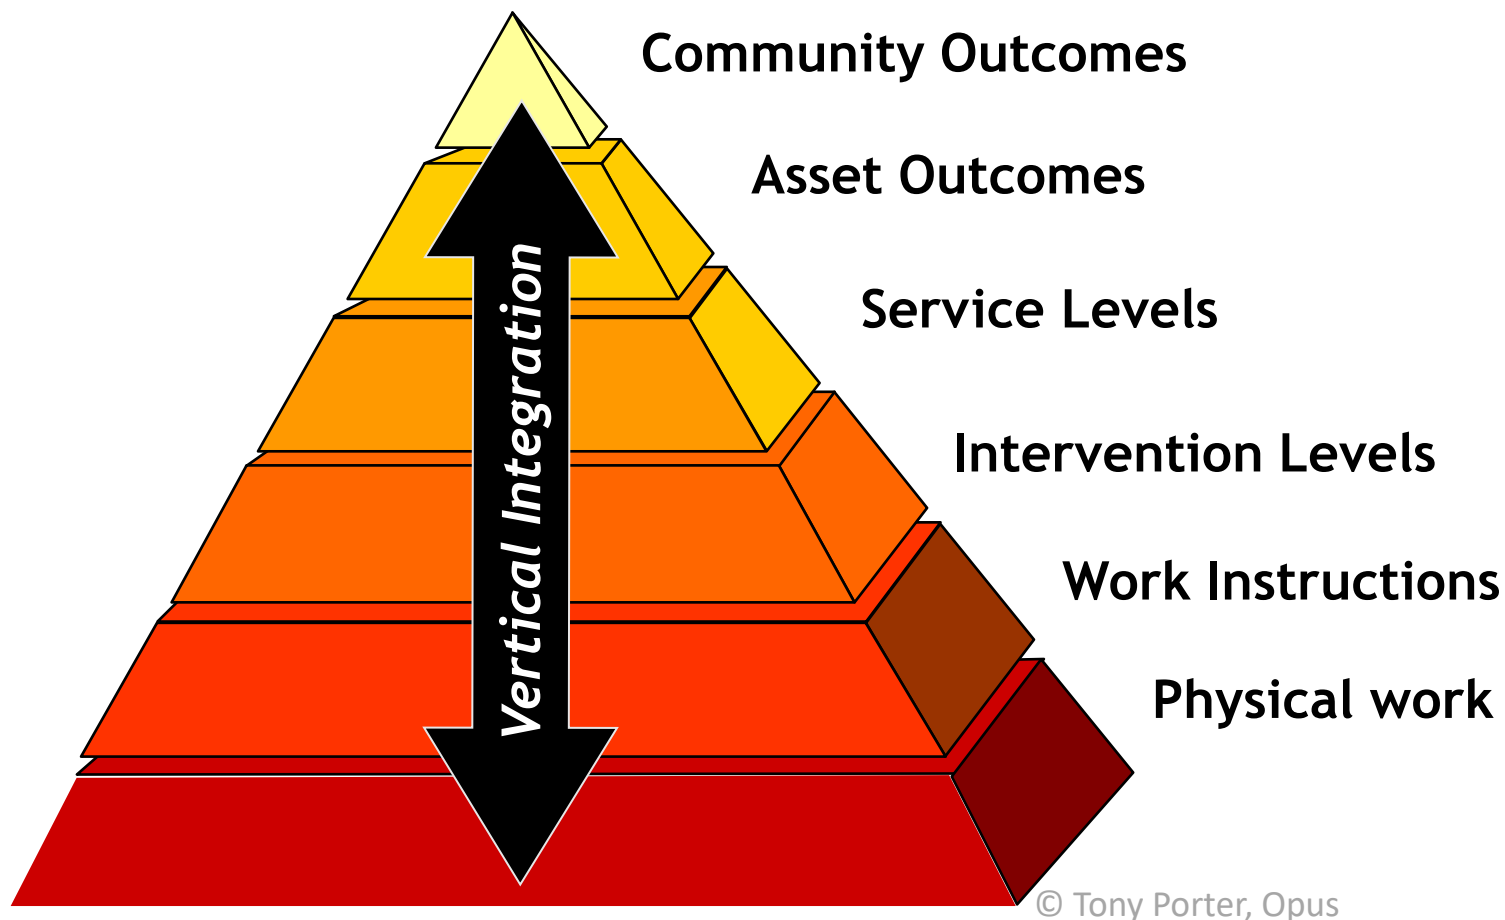 Community Outcomes
Asset Outcomes
Service Levels
Intervention Levels
Work Instructions
Physical work
Vertical Integration
© Tony Porter, Opus